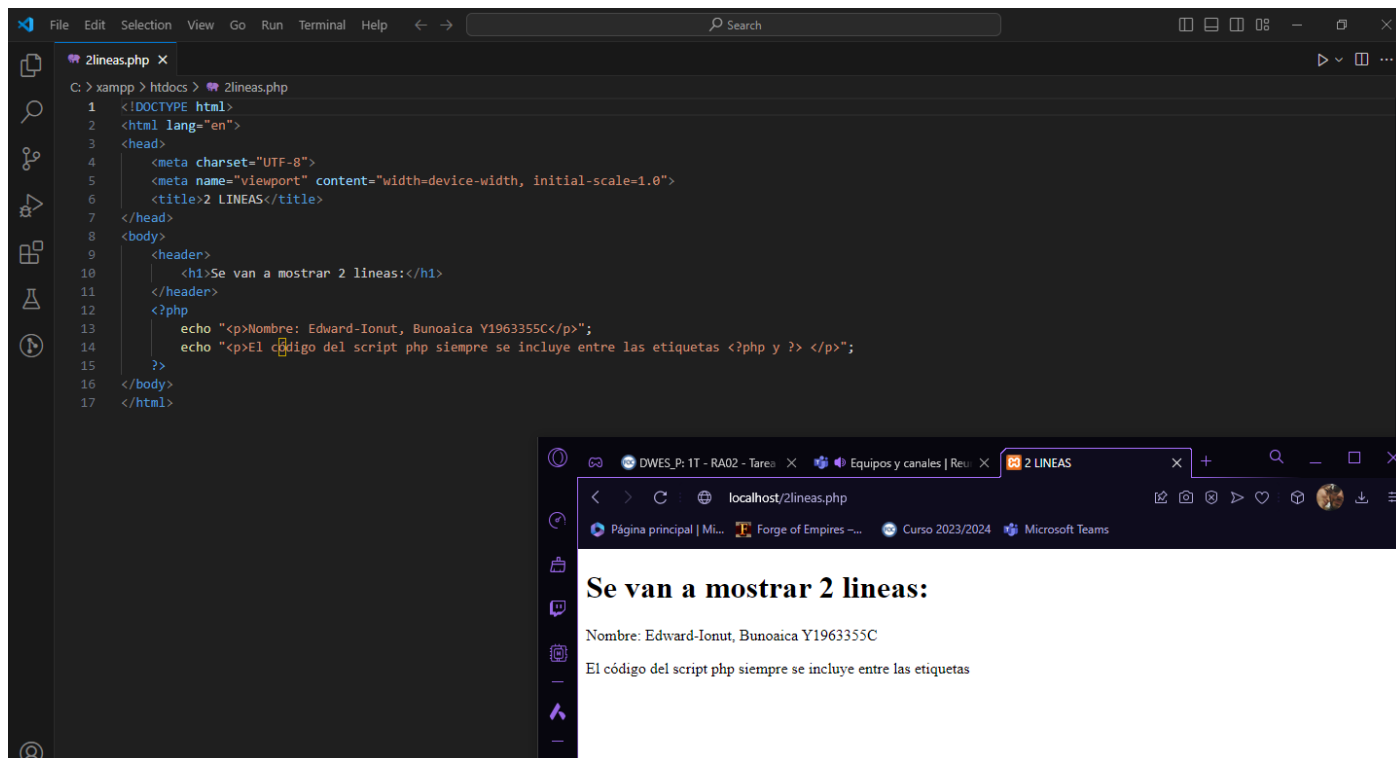 File Edit Selection View Go Run Terminal Help Search
2lineas.php
C: > xampp > htdocs > 2lineas.php
1 <!DOCTYPE html>
2 <html lang="en">
3 <head>
4 <meta charset="UTF-8">
5 <meta name="viewport" content="width=device-width, initial-scale=1.0">
6 <title>2 LINEAS</title>
7 </head>
8 <body>
9 <header>
10 <h1>Se van a mostrar 2 lineas:</h1>
11 </header>
12 <?php
13 echo "<p>Nombre: Edward-Ionut, Bunoaica Y1963355C</p>";
14 echo "<p>El código del script php siempre se incluye entre las etiquetas <?php y ?> </p>";
15 ?>
16 </body>
17 </html>
DWES_P: 1T - RA02 - Tarea Equipos y canales | Reu 2 LINEAS
localhost/2lineas.php
Página principal | Mi... Forge of Empires –... Curso 2023/2024 Microsoft Teams
Se van a mostrar 2 lineas:
Nombre: Edward-Ionut, Bunoaica Y1963355C
El código del script php siempre se incluye entre las etiquetas